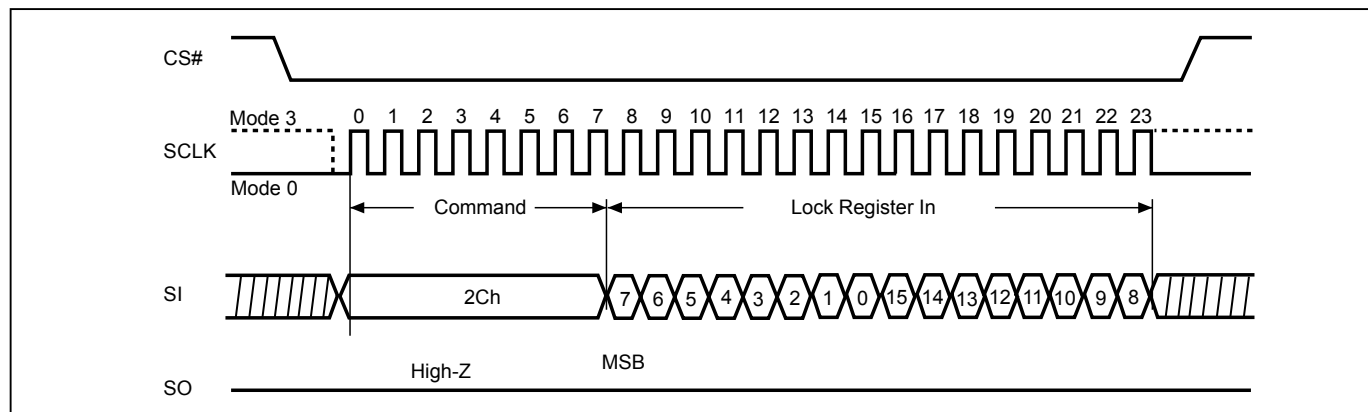 CS#
Mode 3
0 1 2 3 4 5 6 7 8 9 10 11 12 13 14 15 16 17 18 19 20 21 22 23
SCLK
Mode 0
Command
Lock Register In
SI
2Ch
7 6 5 4 3 2 1 0 15 14 13 12 11 10 9 8
High-Z
MSB
SO